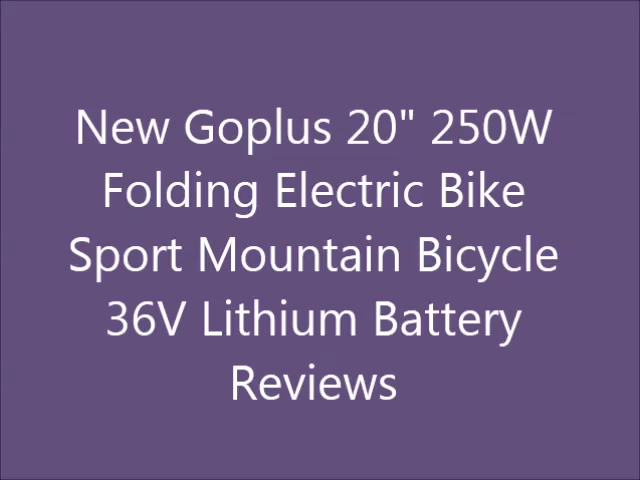 New Goplus 20" 250W
Folding Electric Bike
Sport Mountain Bicycle
36V Lithium Battery
Reviews